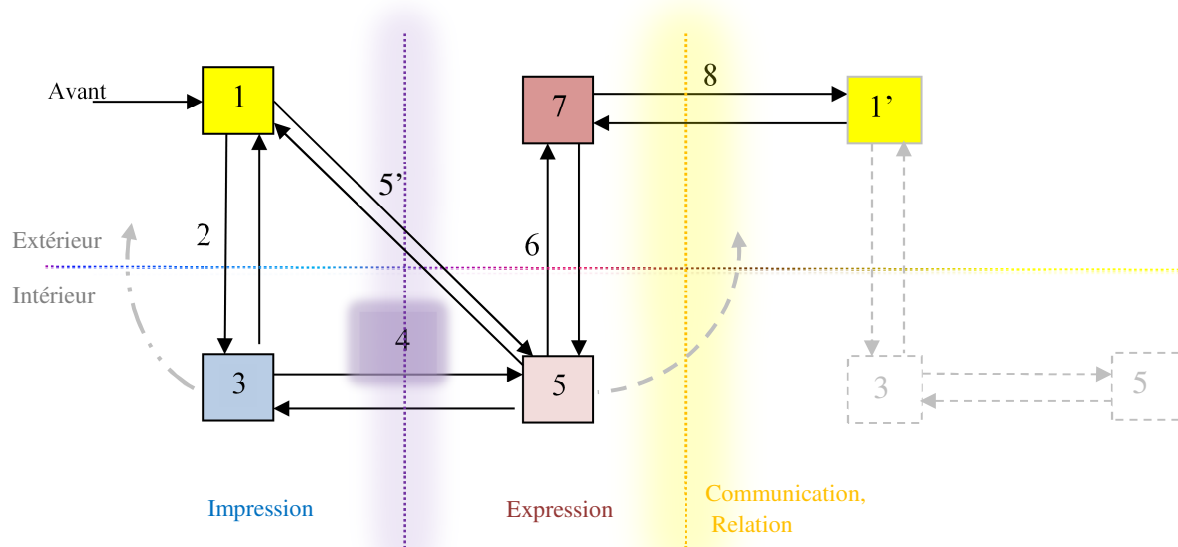 8
Avant
1
7
1’
5’
2
6
Extérieur
Intérieur
4
3
5
3
5
Communication,
Impression
Expression
Relation